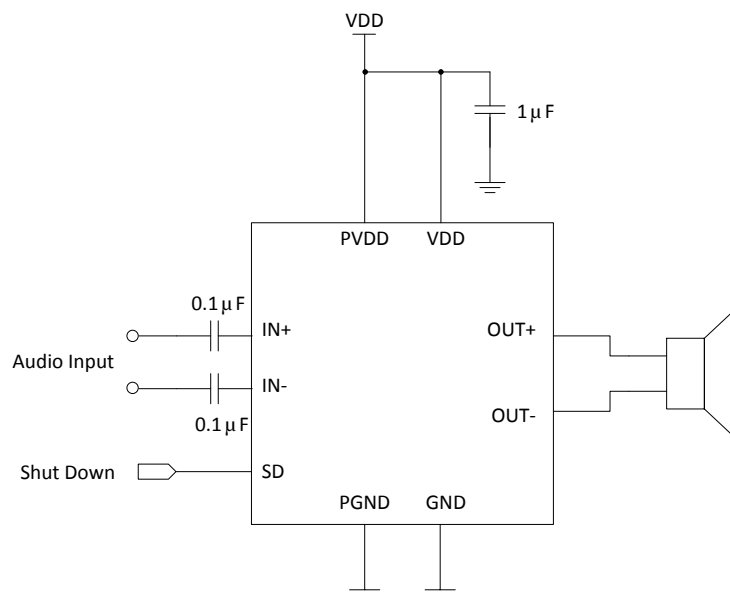 VDD
1μF
PVDD VDD
0.1μF
IN+ OUT+
Audio Input
IN-
OUT-
0.1μF
Shut Down SD
PGND GND